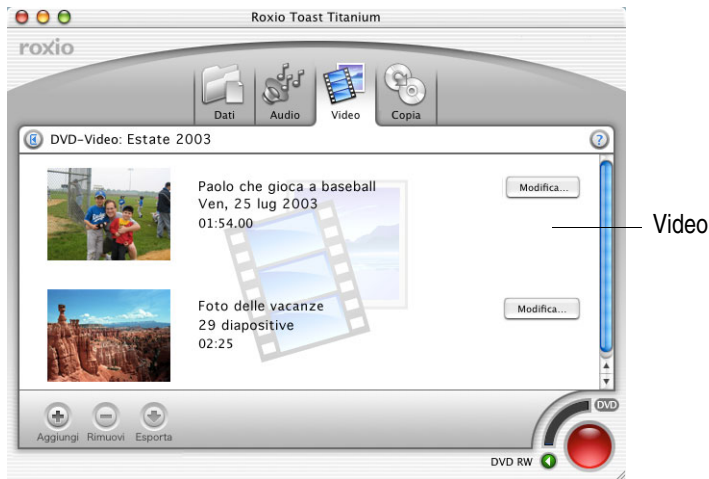 Roxio Toast Titanium
roxio
Dati
Audio
Video
Copia
DVD-Video: Estate 2003
?
Paolo che gioca a baseball
Modifica...
Ven, 25 lug 2003
01:54.00
Video
Foto delle vacanze
Modifica...
29 diapositive
02:25
DVD
Aggiungi
Rimuovi
Esporta
DVD RW